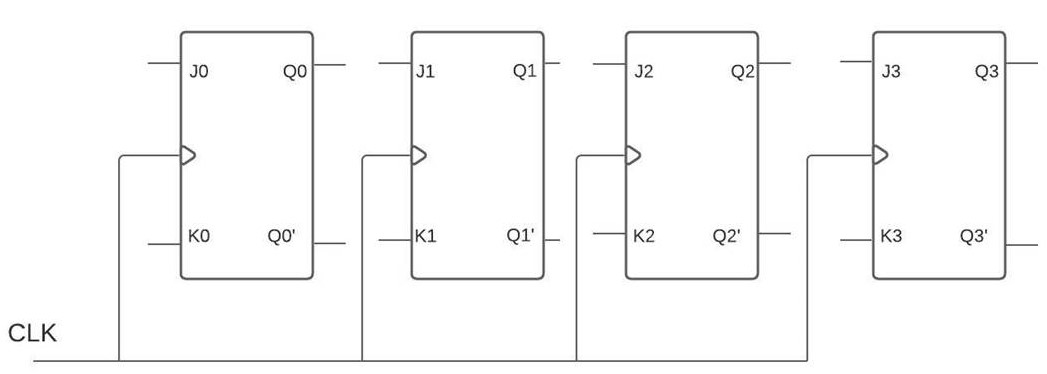 J0 Q0 J1 Q1 J2 Q2 J3 Q3
K0 Q0' K1 Q1' K2 Q2' K3 Q3'
CLK